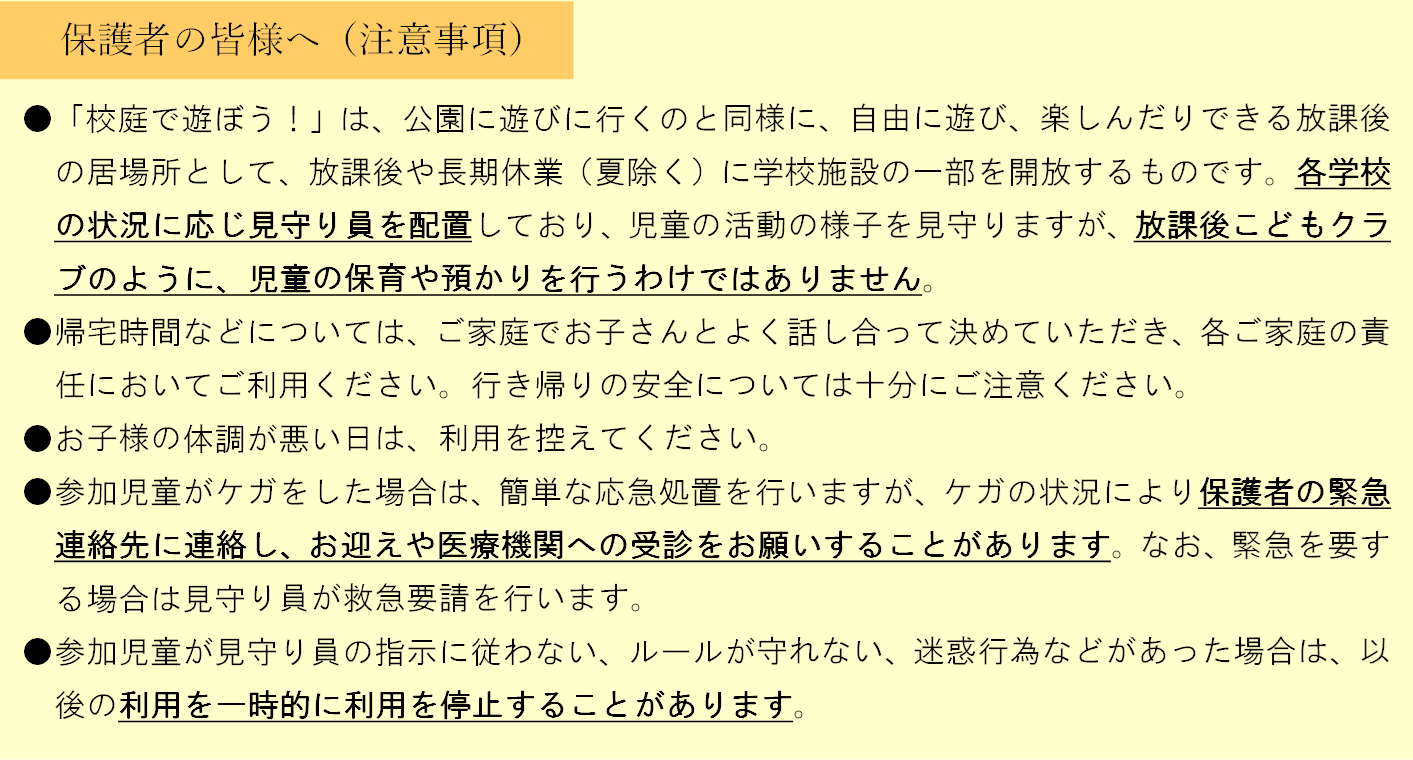 保護者の皆様へ（注意事項）
●「校庭で遊ぼう！」は、公園に遊びに行くのと同様に、自由に遊び、楽しんだりできる放課後
の居場所として、放課後や長期休業（夏除く）に学校施設の一部を開放するものです。各学校
の状況に応じ見守り員を配置しており、児童の活動の様子を見守りますが、放課後こどもクラ
ブのように、児童の保育や預かりを行うわけではありません。
●帰宅時間などについては、ご家庭でお子さんとよく話し合って決めていただき、各ご家庭の責
任においてご利用ください。行き帰りの安全については十分にご注意ください。
●お子様の体調が悪い日は、利用を控えてください。
●参加児童がケガをした場合は、簡単な応急処置を行いますが、ケガの状況により保護者の緊急
連絡先に連絡し、お迎えや医療機関への受診をお願いすることがあります。なお、緊急を要す
る場合は見守り員が救急要請を行います。
●参加児童が見守り員の指示に従わない、ルールが守れない、迷惑行為などがあった場合は、以
後の利用を一時的に利用を停止することがあります。